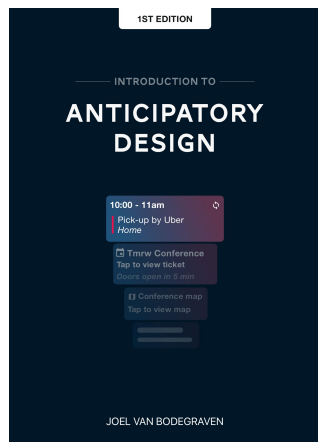 1ST EDITION
INTRODUCTION TO
ANTICIPATORY
DESIGN
10:00 - 11am
Pick-up by Uber
Home
Tmrw Conference
Tap to view ticket
Doors open in 5 min
Conference map
Tap to view map
JOEL VAN BODEGRAVEN